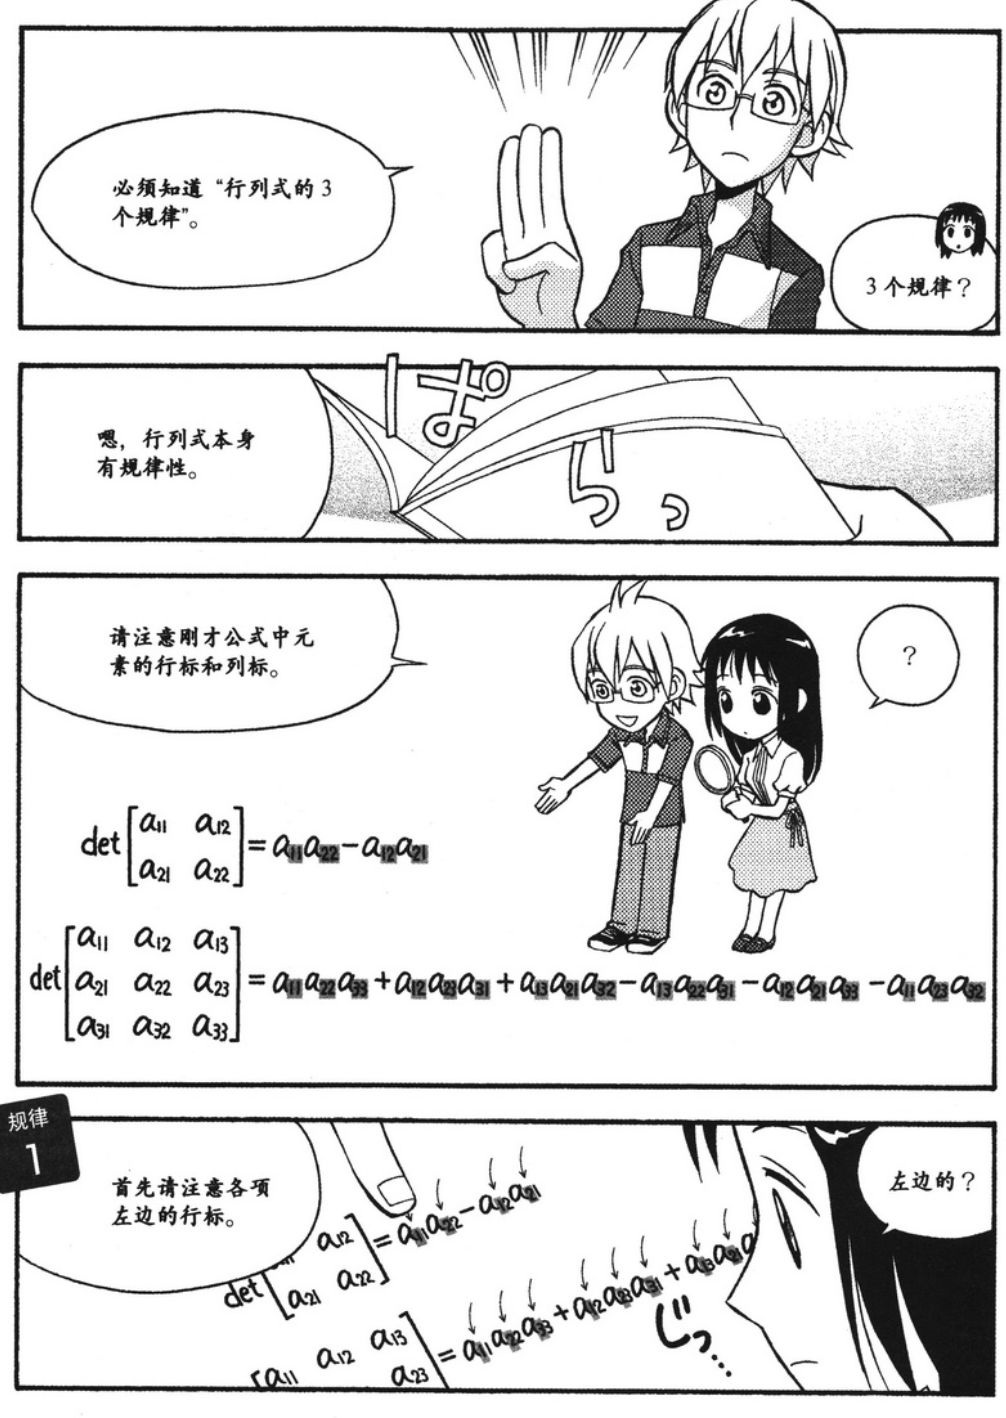 必须知道“行列式的 3
个规律”。
3 个规律？
ぱ
らっ
嗯，行列式本身
有规律性。
请注意刚才公式中元
素的行标和列标。
？
det [a11 a12
a21 a22] = a11a22 − a12a21
det [a11 a12 a13
a21 a22 a23
a31 a32 a33] = a11a22a33 + a12a23a31 + a13a21a32 − a13a22a31 − a12a21a33 − a11a23a32
规律
1
首先请注意各项
左边的行标。
左边的？
a12
det [a21 a22] = a11a22 − a12a21
a11 a12 a13
a23 = a11a22a33 + a12a23a31 + a13a21a
じっ…